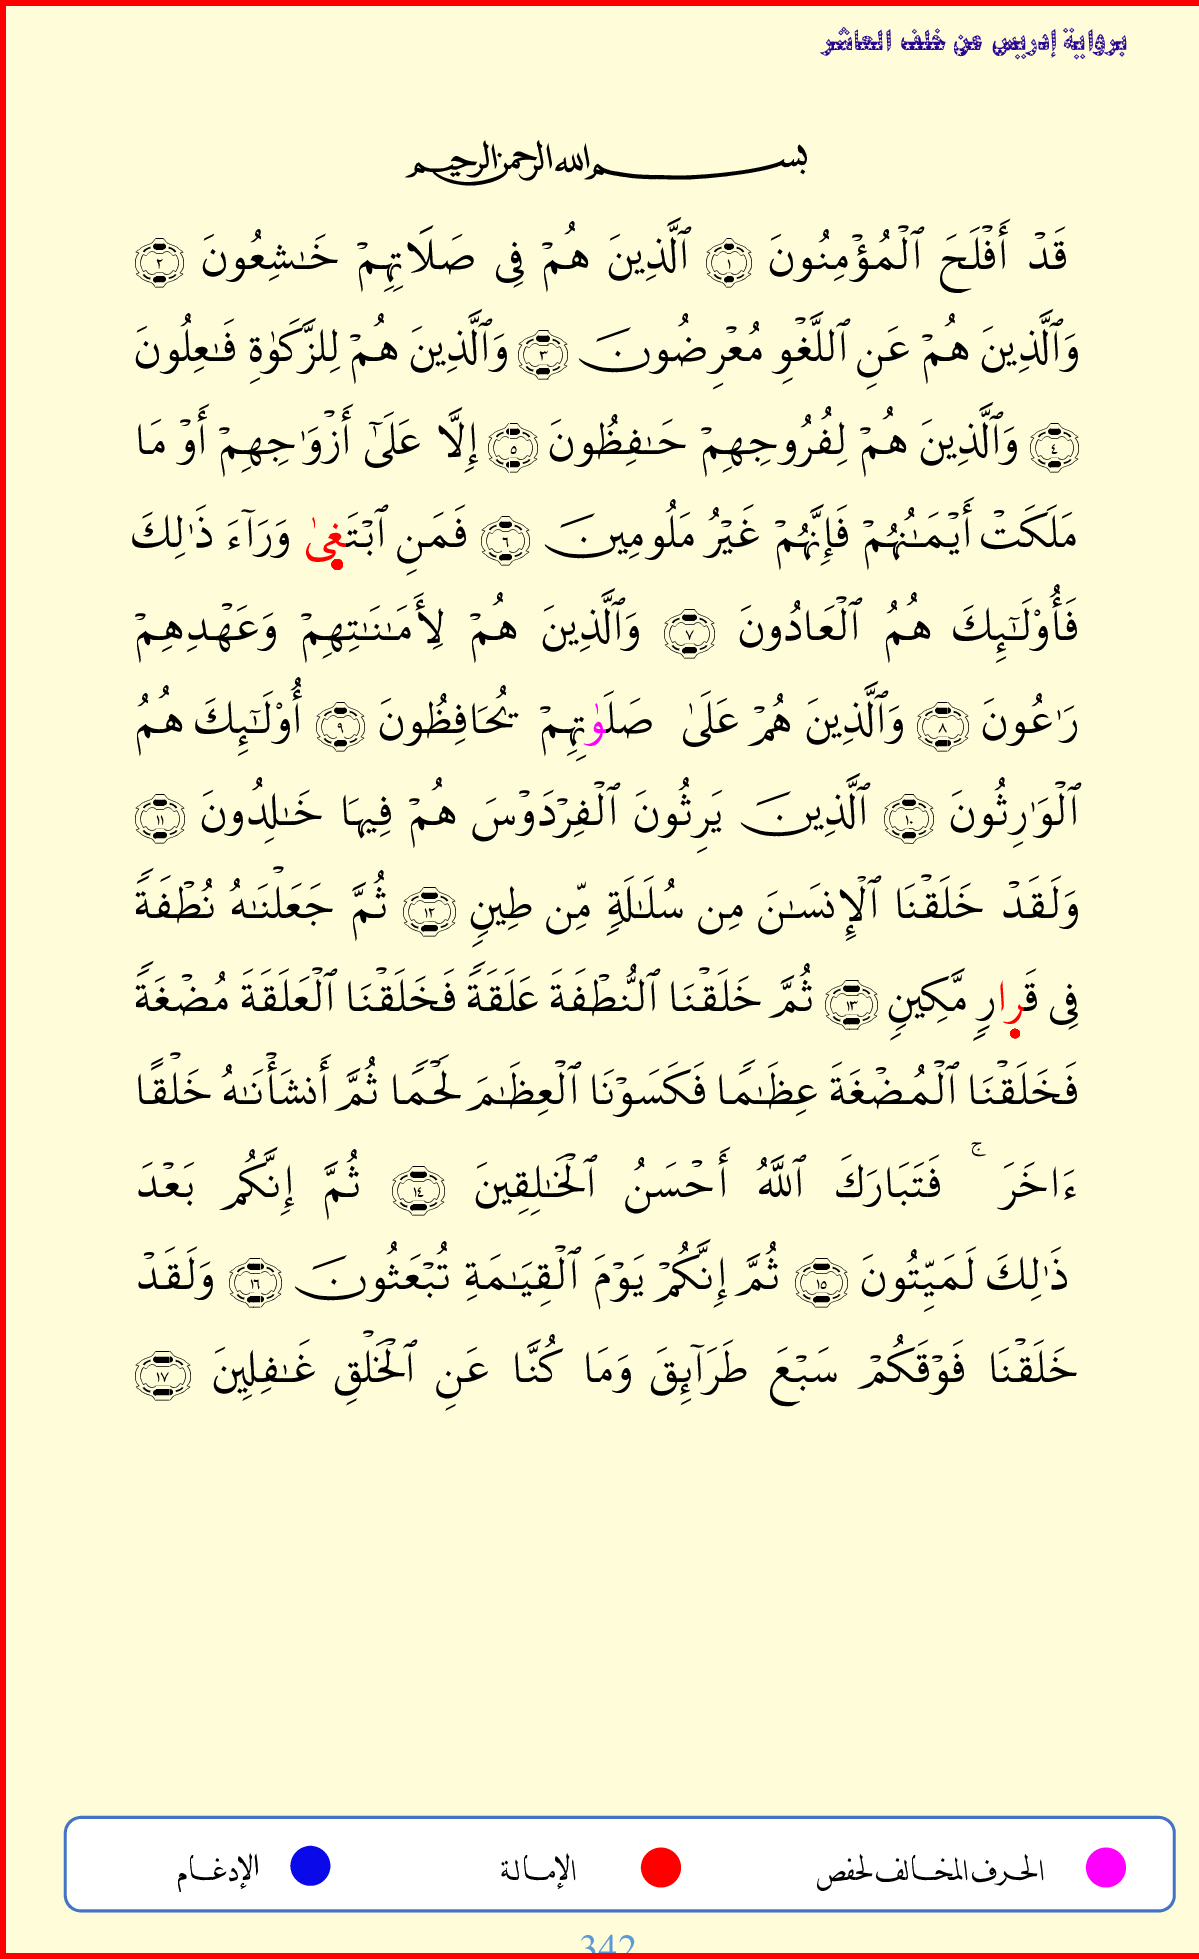 برواية إدريس عن خلف العاشر
بسم الله الرحمن الرحيم
قَدۡ أَفۡلَحَ ٱلۡمُؤۡمِنُونَ ١ ٱلَّذِينَ هُمۡ فِي صَلَاتِهِمۡ خَٰشِعُونَ ٢
وَٱلَّذِينَ هُمۡ عَنِ ٱللَّغۡوِ مُعۡرِضُونَ ٣ وَٱلَّذِينَ هُمۡ لِلزَّكَوٰةِ فَٰعِلُونَ
٤ وَٱلَّذِينَ هُمۡ لِفُرُوجِهِمۡ حَٰفِظُونَ ٥ إِلَّا عَلَىٰٓ أَزۡوَٰجِهِمۡ أَوۡ مَا
مَلَكَتۡ أَيۡمَٰنُهُمۡ فَإِنَّهُمۡ غَيۡرُ مَلُومِينَ ٦ فَمَنِ ٱبۡتَغِىٰ وَرَآءَ ذَٰلِكَ
فَأُوْلَٰٓئِكَ هُمُ ٱلۡعَادُونَ ٧ وَٱلَّذِينَ هُمۡ لِأَمَٰنَٰتِهِمۡ وَعَهۡدِهِمۡ
رَٰعُونَ ٨ وَٱلَّذِينَ هُمۡ عَلَىٰ صَلَوٰتِهِمۡ يُحَافِظُونَ ٩ أُوْلَٰٓئِكَ هُمُ
ٱلۡوَٰرِثُونَ ١٠ ٱلَّذِينَ يَرِثُونَ ٱلۡفِرۡدَوۡسَ هُمۡ فِيهَا خَٰلِدُونَ ١١
وَلَقَدۡ خَلَقۡنَا ٱلۡإِنسَٰنَ مِن سُلَٰلَةٍ مِّن طِينٍ ١٢ ثُمَّ جَعَلۡنَٰهُ نُطۡفَةً
فِي قَرِارٍ مَّكِينٍ ١٣ ثُمَّ خَلَقۡنَا ٱلنُّطۡفَةَ عَلَقَةً فَخَلَقۡنَا ٱلۡعَلَقَةَ مُضۡغَةً
فَخَلَقۡنَا ٱلۡمُضۡغَةَ عِظَٰمًا فَكَسَوۡنَا ٱلۡعِظَٰمَ لَحۡمًا ثُمَّ أَنشَأۡنَٰهُ خَلۡقًا
ءَاخَرَۚ فَتَبَارَكَ ٱللَّهُ أَحۡسَنُ ٱلۡخَٰلِقِينَ ١٤ ثُمَّ إِنَّكُم بَعۡدَ
ذَٰلِكَ لَمَيِّتُونَ ١٥ ثُمَّ إِنَّكُمۡ يَوۡمَ ٱلۡقِيَٰمَةِ تُبۡعَثُونَ ١٦ وَلَقَدۡ
خَلَقۡنَا فَوۡقَكُمۡ سَبۡعَ طَرَآئِقَ وَمَا كُنَّا عَنِ ٱلۡخَلۡقِ غَٰفِلِينَ ١٧
الحرف المخالف لحفص الإمالة الإدغام
342